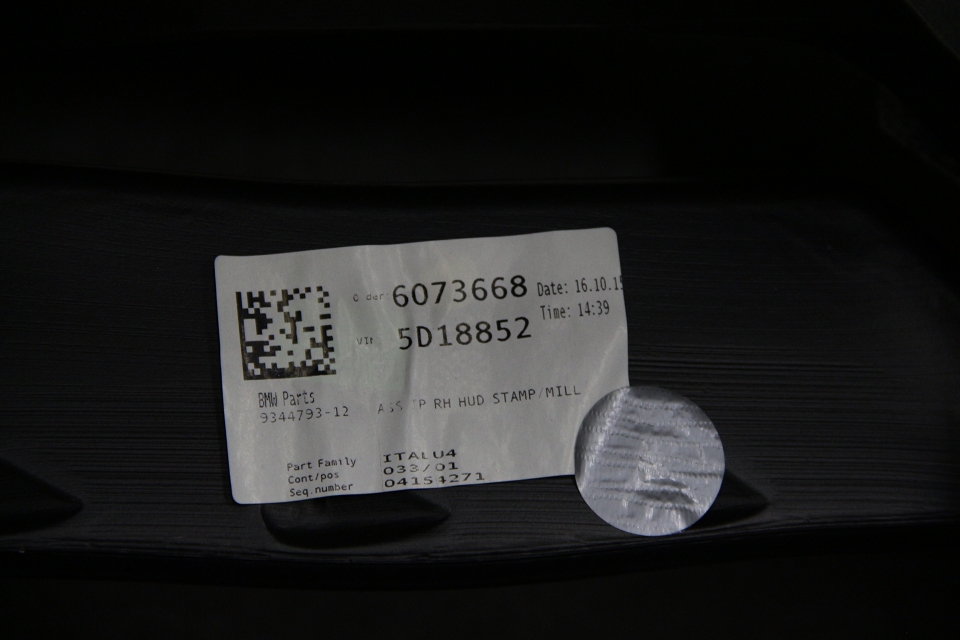 Order: 6073668 Date: 16.10.15
VIN 5D18852 Time: 14:39
BMW Parts
9344793-12 RH HUD STAMP/MILL
Part Family ITALU4
Cont/pos 033/01
Seq.number 04154271